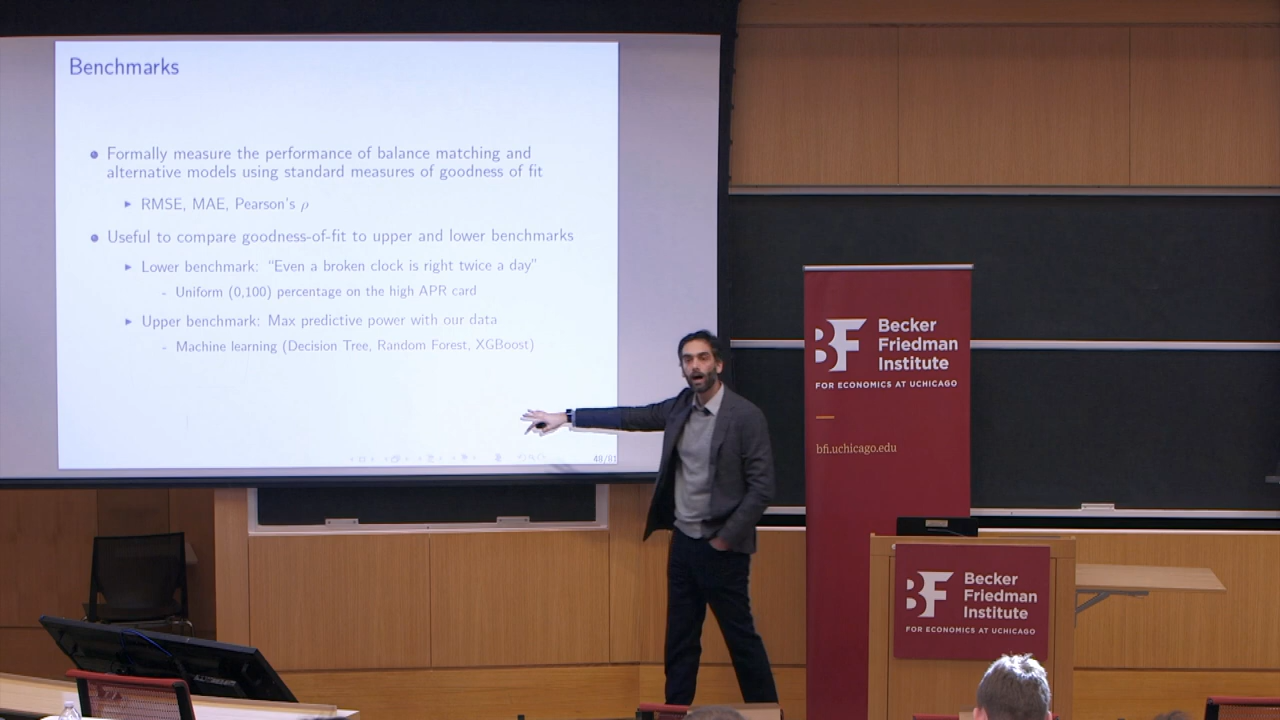 Benchmarks
Formally measure the performance of balance matching and
alternative models using standard measures of goodness of fit
RMSE, MAE, Pearson's ρ
Useful to compare goodness-of-fit to upper and lower benchmarks
Lower benchmark: “Even a broken clock is right twice a day”
- Uniform (0,100) percentage on the high APR card
Upper benchmark: Max predictive power with our data
- Machine learning (Decision Tree, Random Forest, XGBoost)
BF
Becker
Friedman
Institute
FOR ECONOMICS AT UCHICAGO
bfi.uchicago.edu
BF
Becker
Friedman
Institute
FOR ECONOMICS AT UCHICAGO